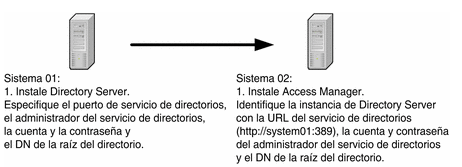 Sistema 01:
1. Instale Directory Server.
Especifique el puerto de servicio de directorios,
el administrador del servicio de directorios,
la cuenta y la contraseña y
el DN de la raíz del directorio.
Sistema 02:
1. Instale Access Manager.
Identifique la instancia de Directory Server
con la URL del servicio de directorios
(http://system01:389), la cuenta y contraseña
del administrador del servicio de directorios
y el DN de la raíz del directorio.